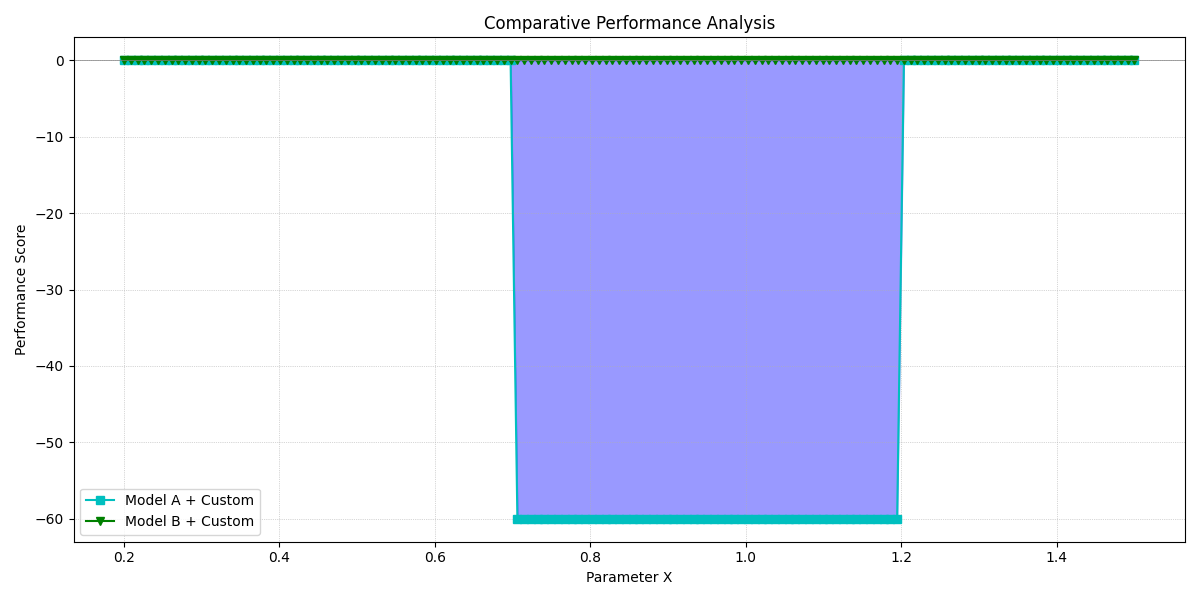 Comparative Performance Analysis
Performance Score
0
−10
−20
−30
−40
−50
−60
Model A + Custom
Model B + Custom
0.2 0.4 0.6 0.8 1.0 1.2 1.4
Parameter X